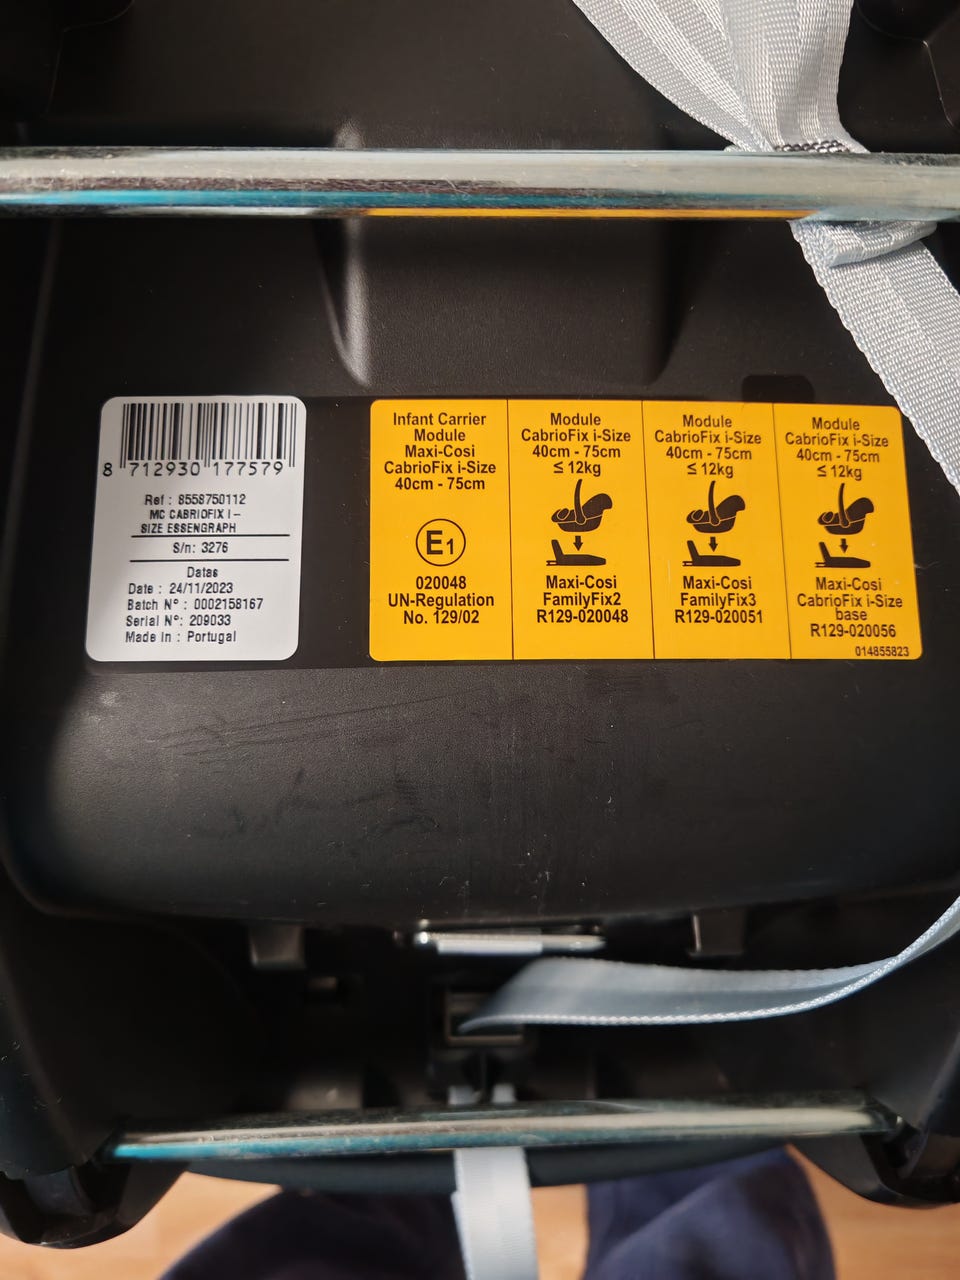 8 712930 177579
Ref : 8558750112
MC CABRIOFIX I-
SIZE ESSENGRAPH
S/n: 3276
Datas
Date : 24/11/2023
Batch N° : 0002158167
Serial N°: 209033
Made in : Portugal
Infant Carrier
Module
Maxi-Cosi
CabrioFix i-Size
40cm - 75cm
E1
020048
UN-Regulation
No. 129/02
Module
CabrioFix i-Size
40cm - 75cm
≤ 12kg
Maxi-Cosi
FamilyFix2
R129-020048
Module
CabrioFix i-Size
40cm - 75cm
≤ 12kg
Maxi-Cosi
FamilyFix3
R129-020051
Module
CabrioFix i-Size
40cm - 75cm
≤ 12kg
Maxi-Cosi
CabrioFix i-Size
base
R129-020056
014855823